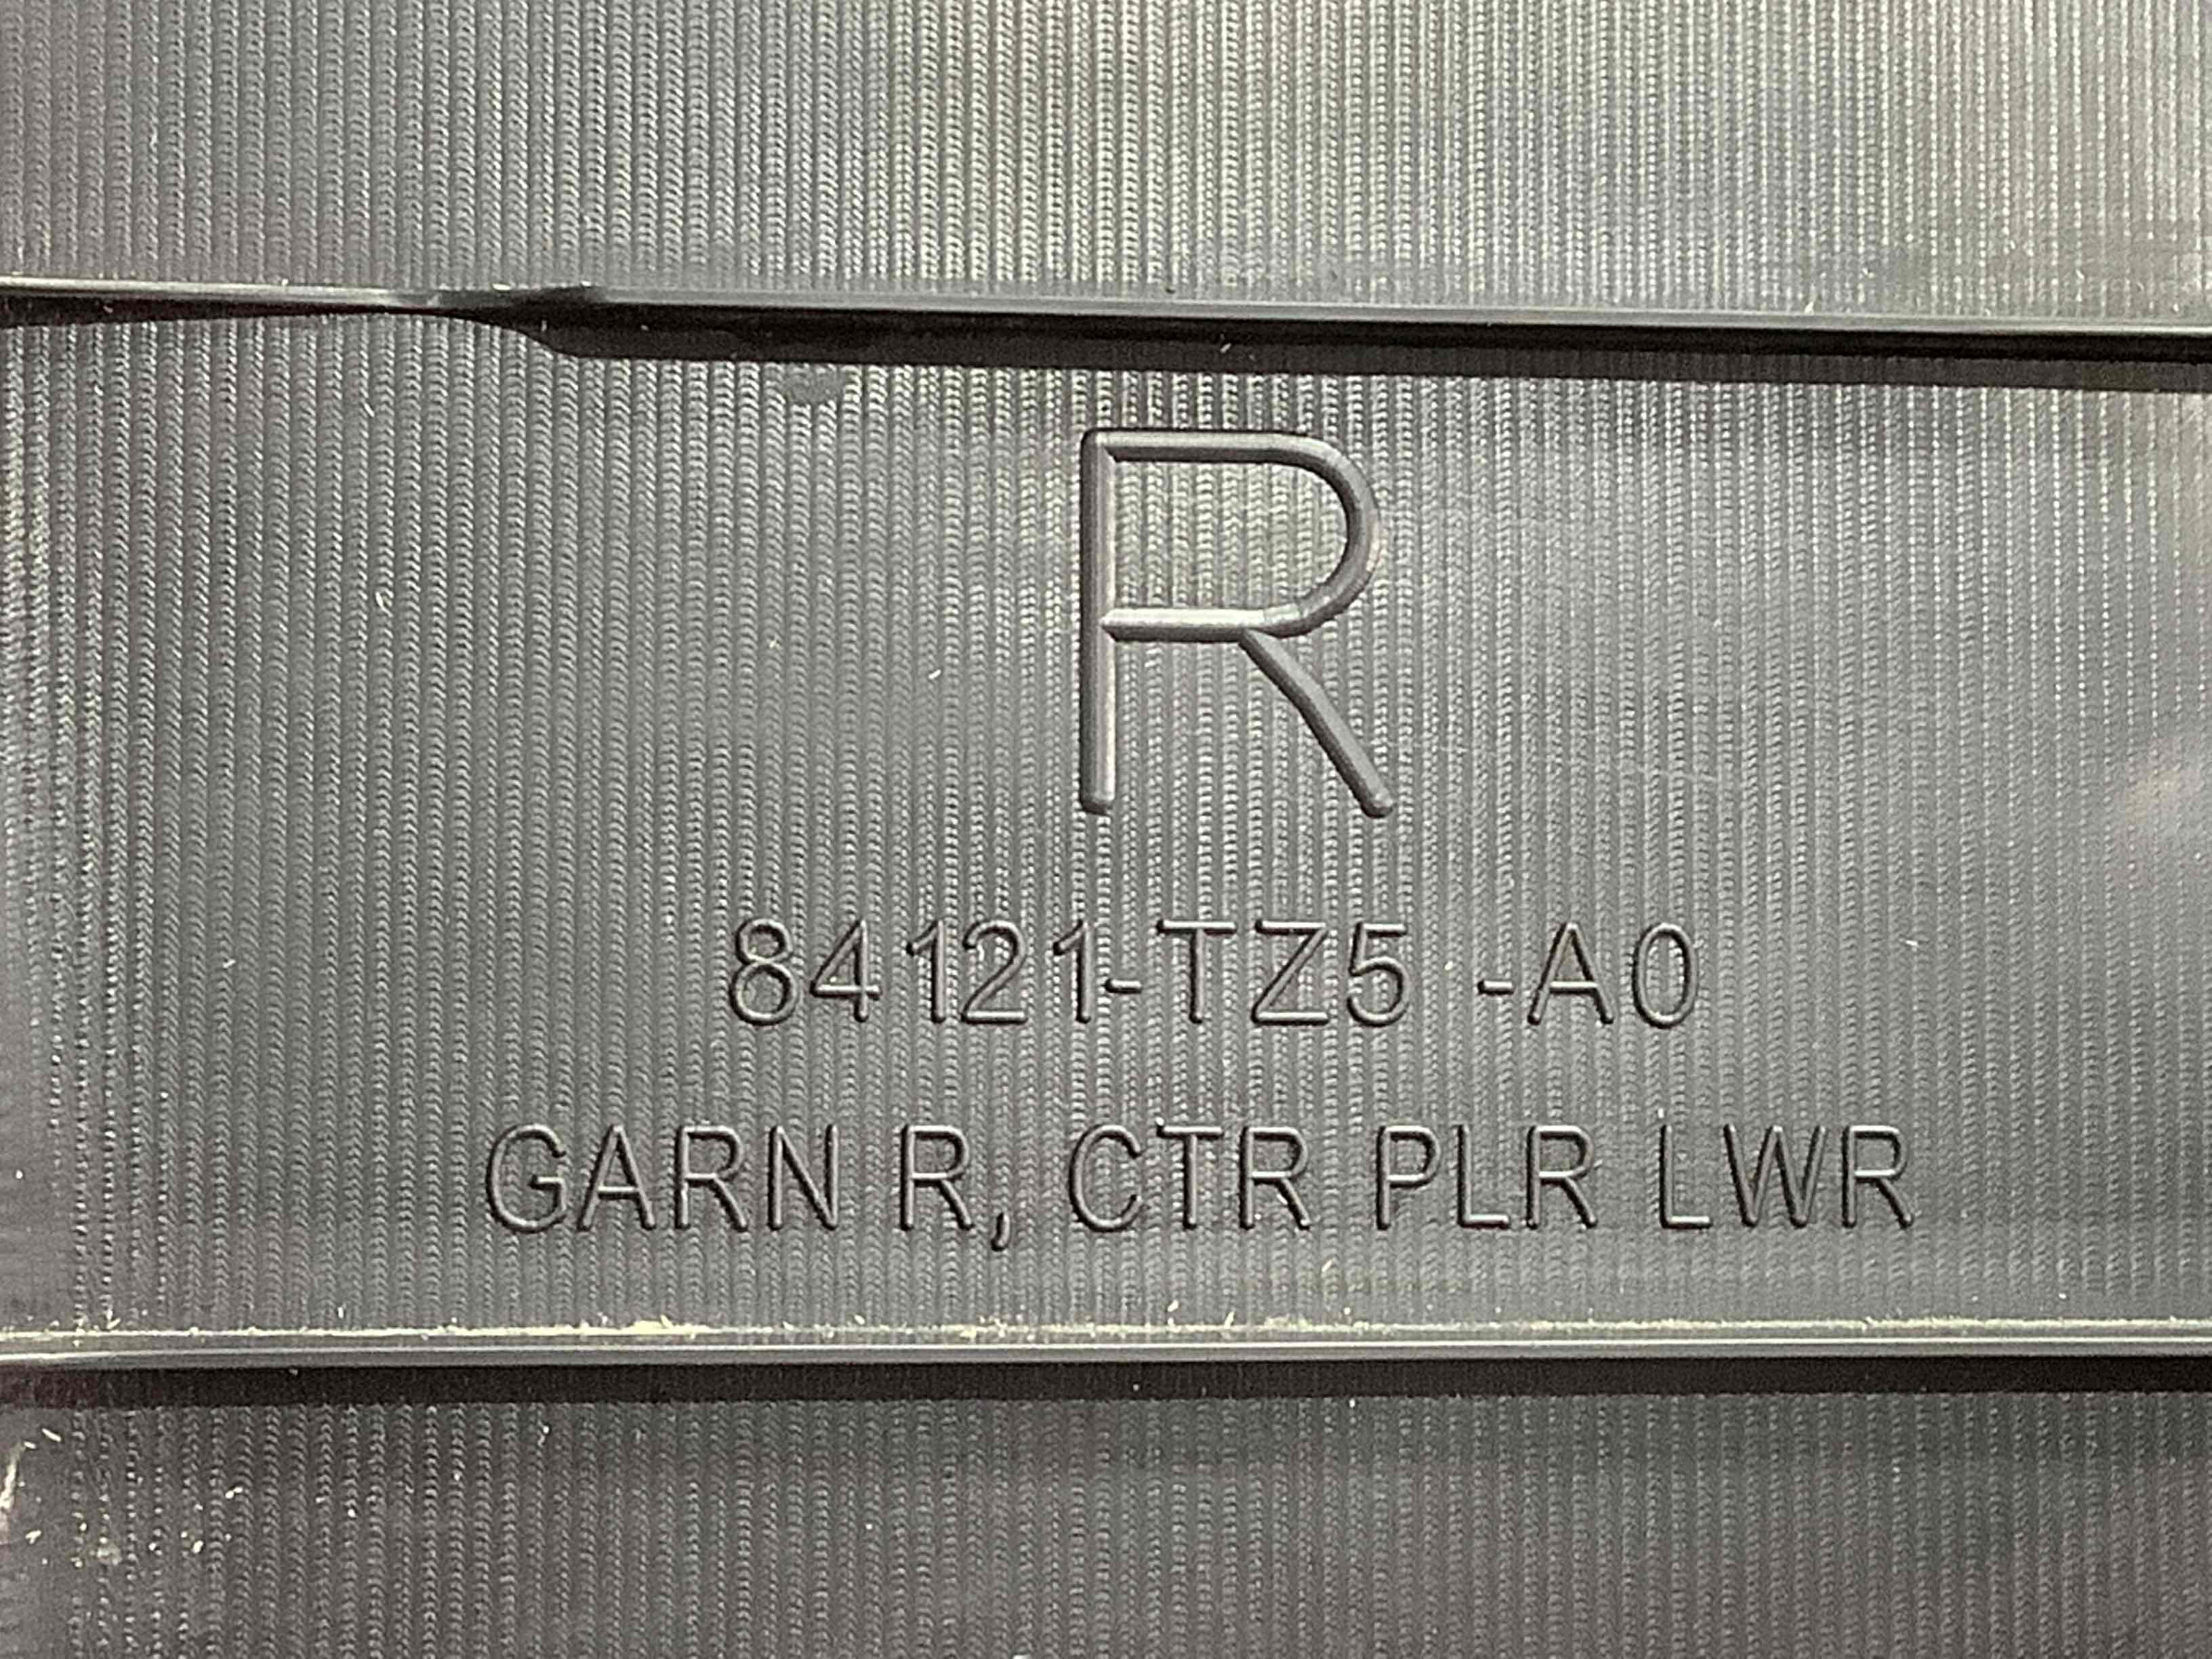 R
84121-TZ5 -A0
GARN R, CTR PLR LWR